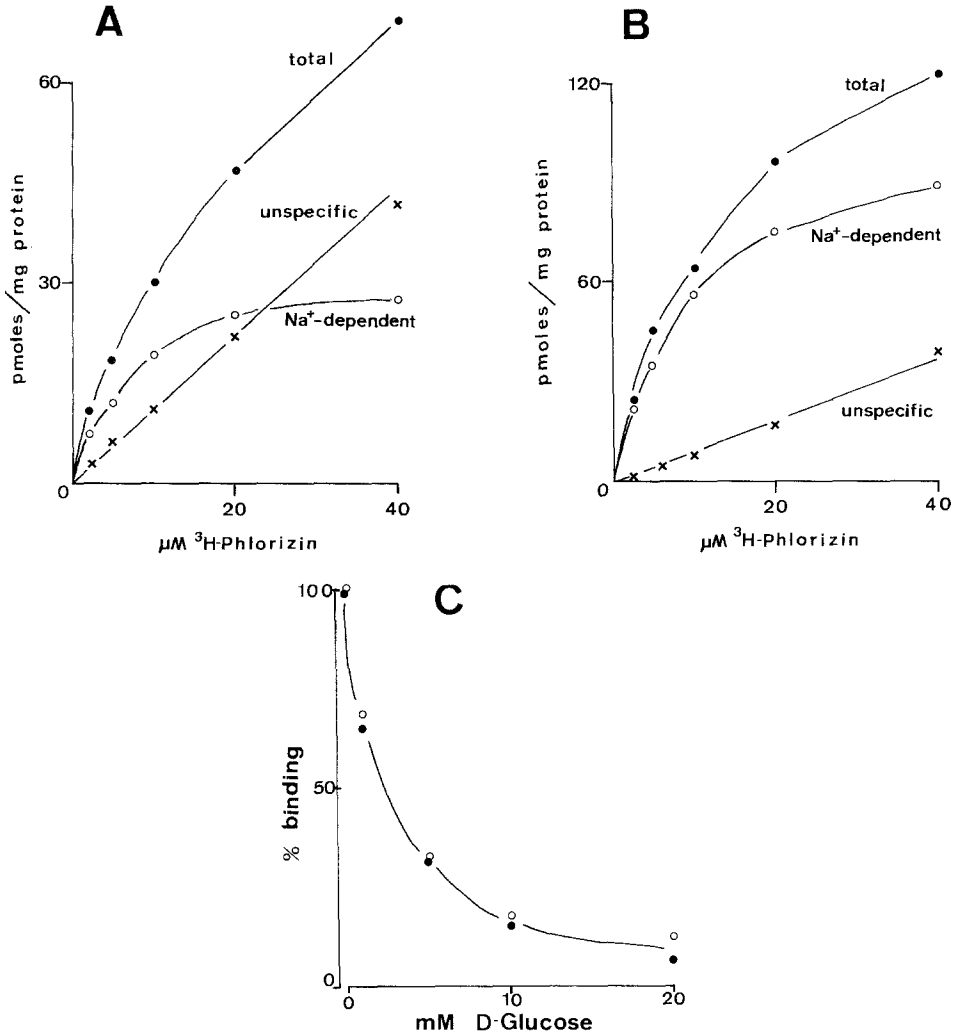 A
total
60
unspecific
30
Na⁺-dependent
pmoles/mg protein
0
20
40
µM ³H-Phlorizin
B
120
total
Na⁺-dependent
60
unspecific
pmoles/mg protein
0
20
40
µM ³H-Phlorizin
C
100
50
% binding
0
0
10
20
mM D-Glucose